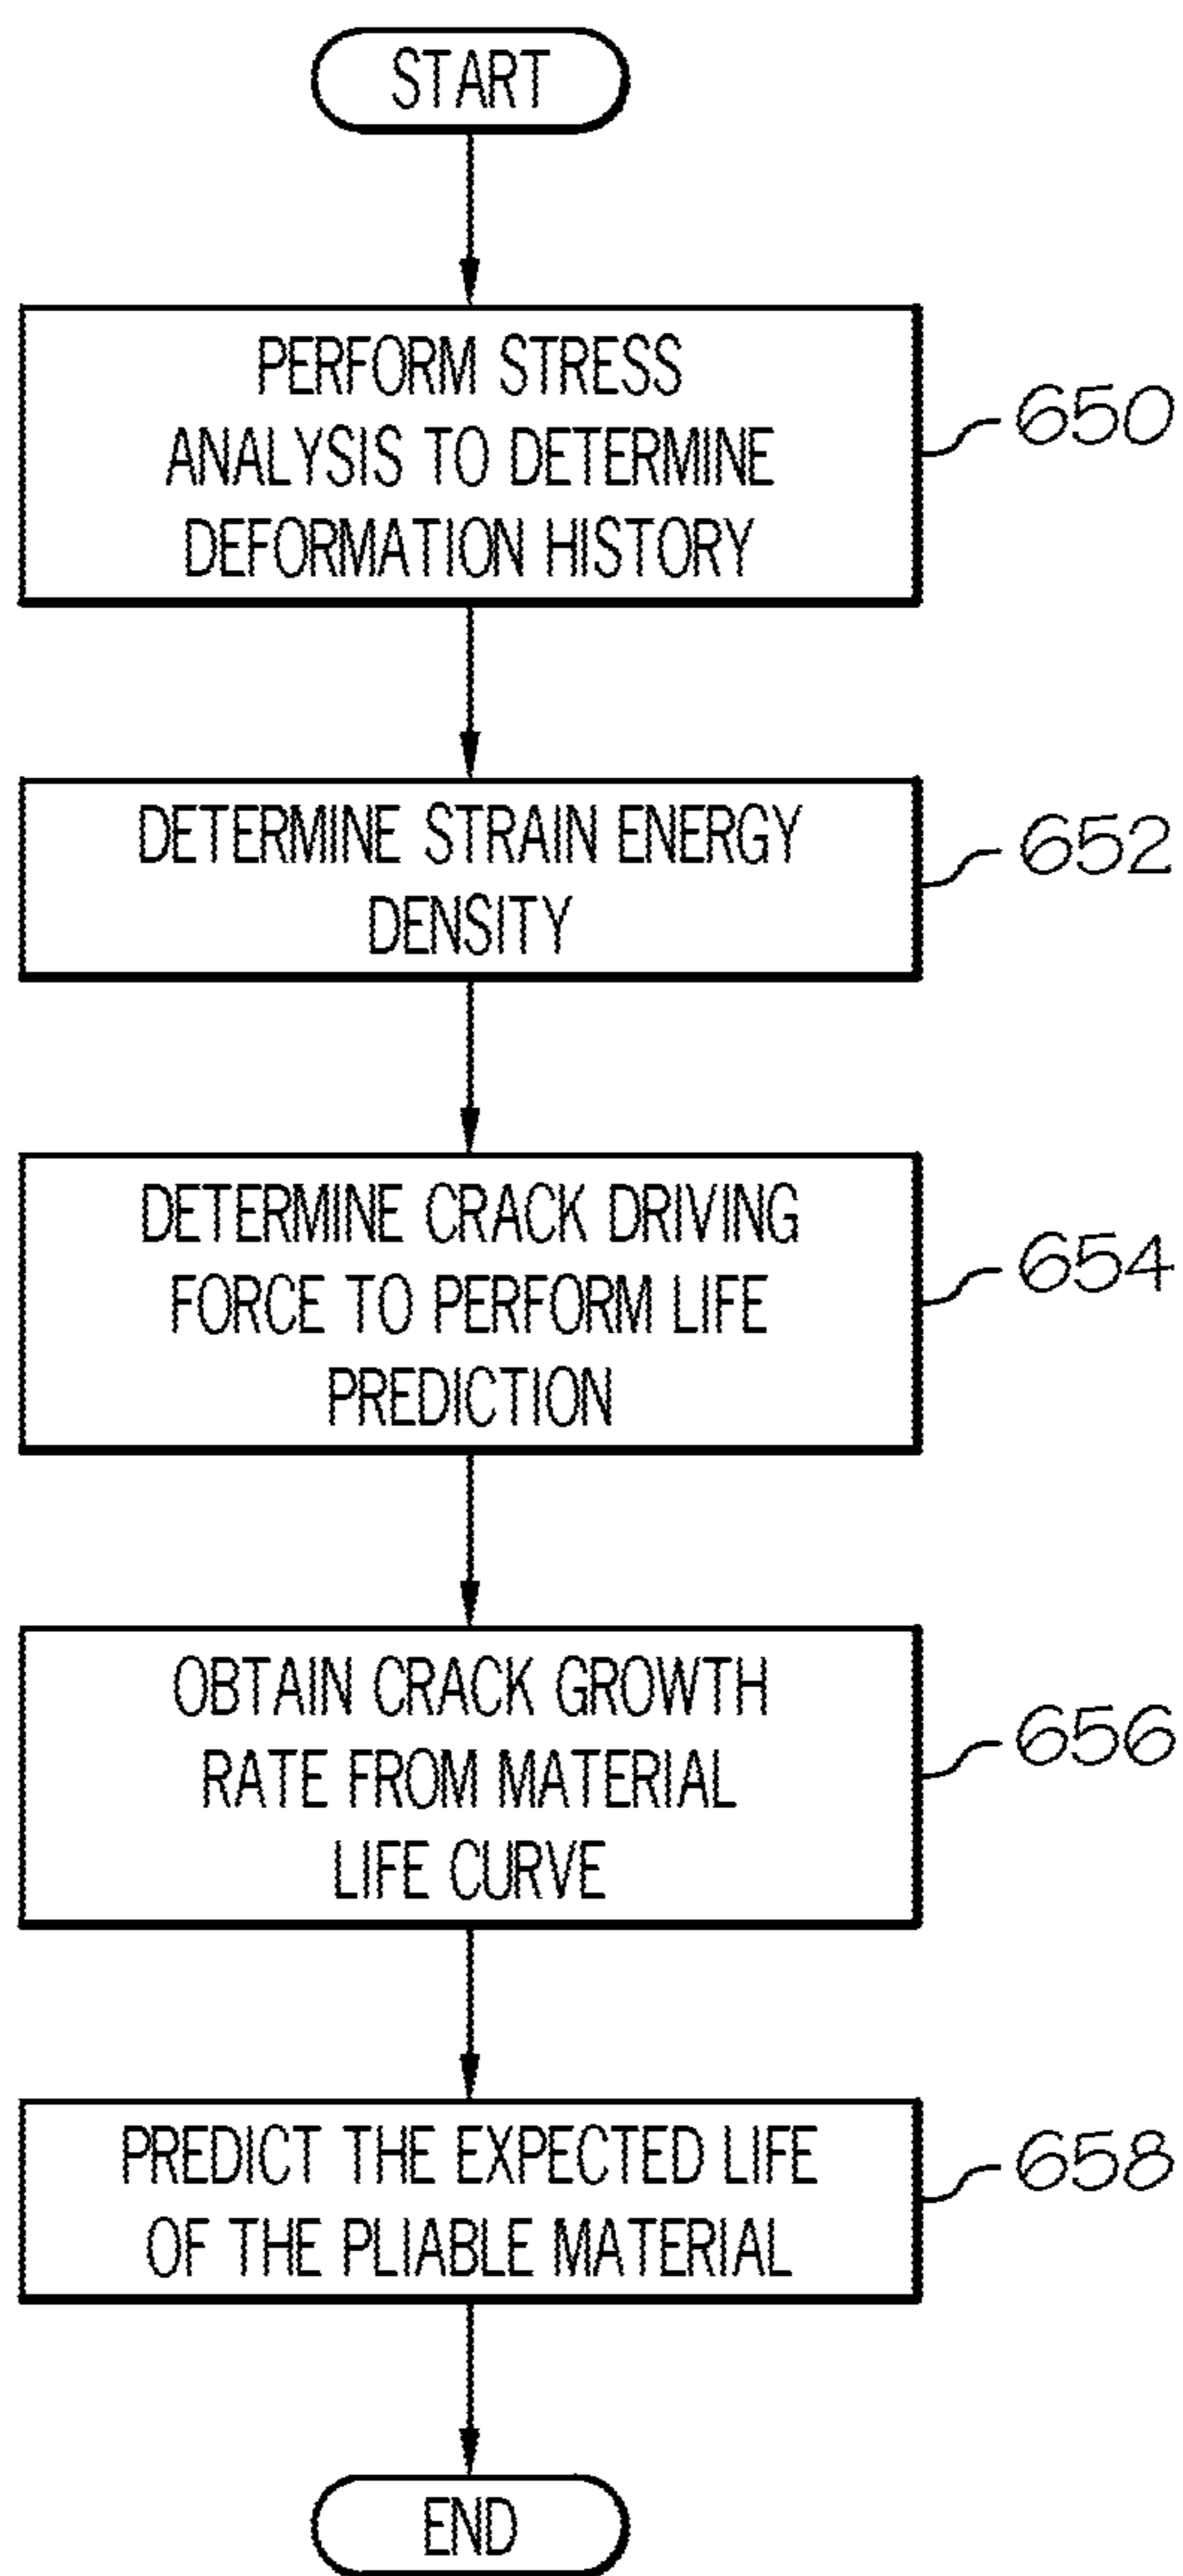 START
PERFORM STRESS
ANALYSIS TO DETERMINE
DEFORMATION HISTORY
650
DETERMINE STRAIN ENERGY
DENSITY
652
DETERMINE CRACK DRIVING
FORCE TO PERFORM LIFE
PREDICTION
654
OBTAIN CRACK GROWTH
RATE FROM MATERIAL
LIFE CURVE
656
PREDICT THE EXPECTED LIFE
OF THE PLIABLE MATERIAL
658
END